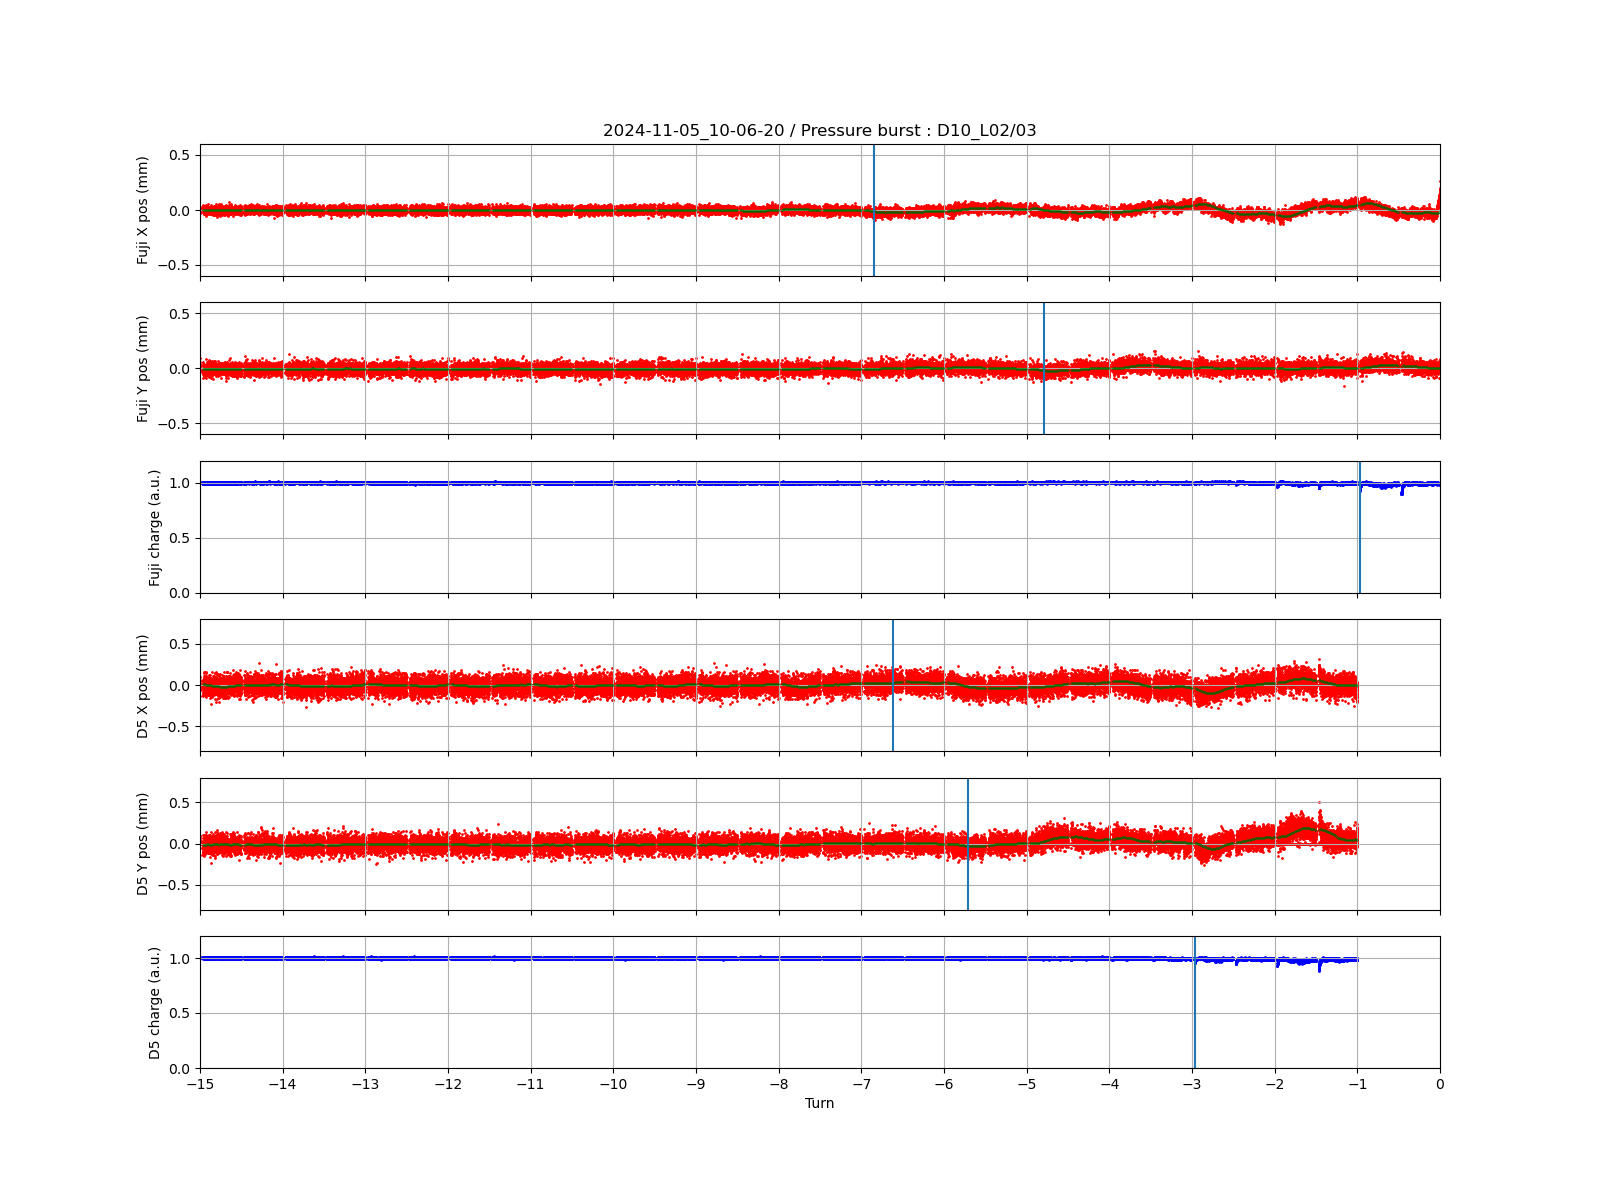 2024-11-05_10-06-20 / Pressure burst : D10_L02/03
Fuji X pos (mm)
0.5
0.0
−0.5
Fuji Y pos (mm)
0.5
0.0
−0.5
Fuji charge (a.u.)
1.0
0.5
0.0
D5 X pos (mm)
0.5
0.0
−0.5
D5 Y pos (mm)
0.5
0.0
−0.5
D5 charge (a.u.)
1.0
0.5
0.0
−15 −14 −13 −12 −11 −10 −9 −8 −7 −6 −5 −4 −3 −2 −1 0
Turn